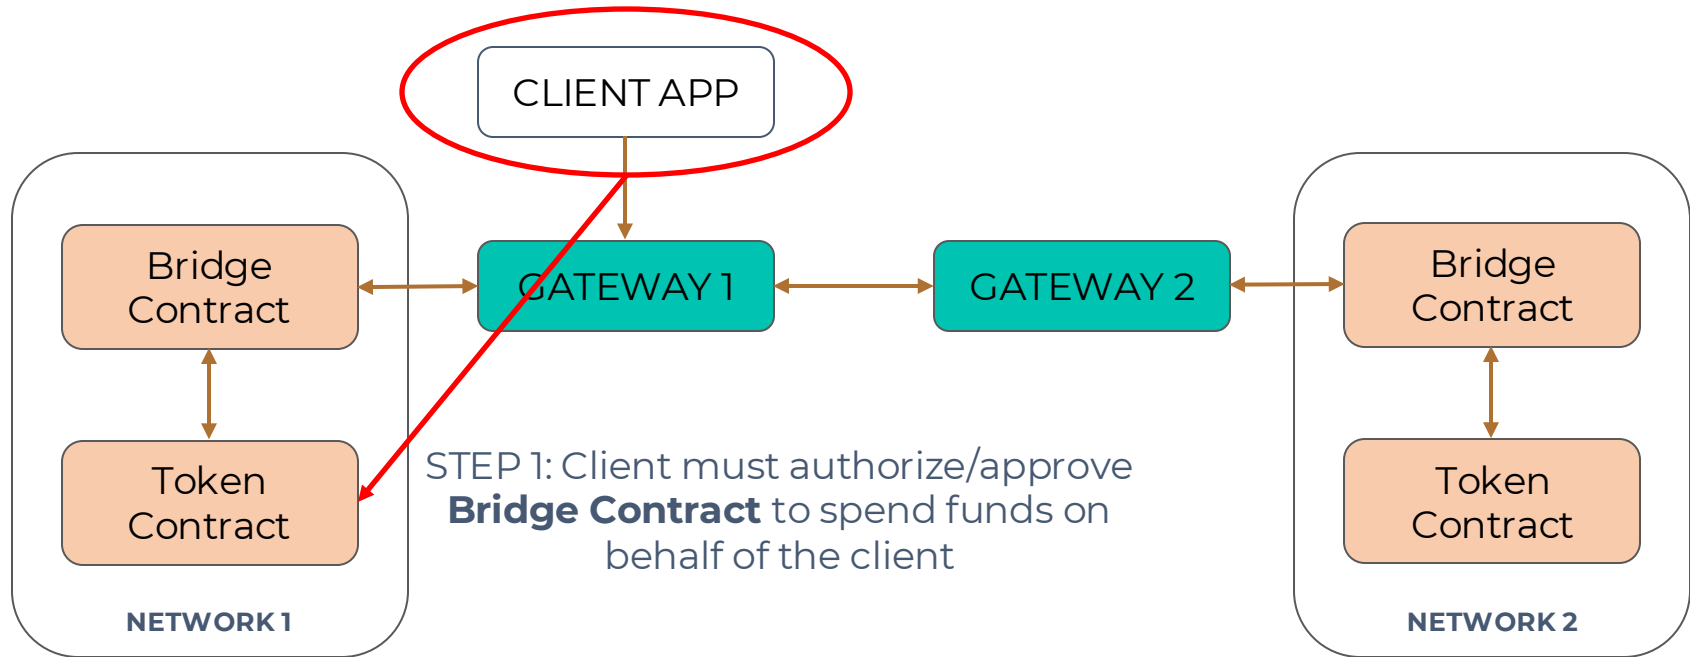 CLIENT APP
Bridge
Contract
GATEWAY 1
GATEWAY 2
Bridge
Contract
Token
Contract
STEP 1: Client must authorize/approve
Bridge Contract to spend funds on
behalf of the client
Token
Contract
NETWORK 1
NETWORK 2